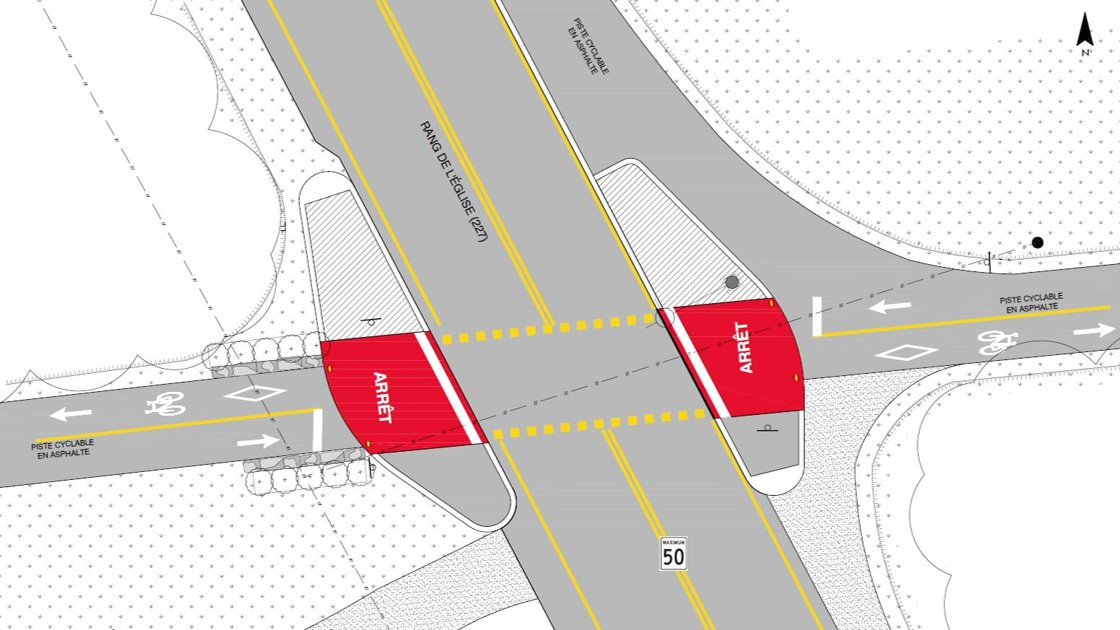 PISTE CYCLABLE
EN ASPHALTE
N
RANG DE L'ÉGLISE (227)
ARRÊT
ARRÊT
PISTE CYCLABLE
EN ASPHALTE
PISTE CYCLABLE
EN ASPHALTE
MAXIMUM
50